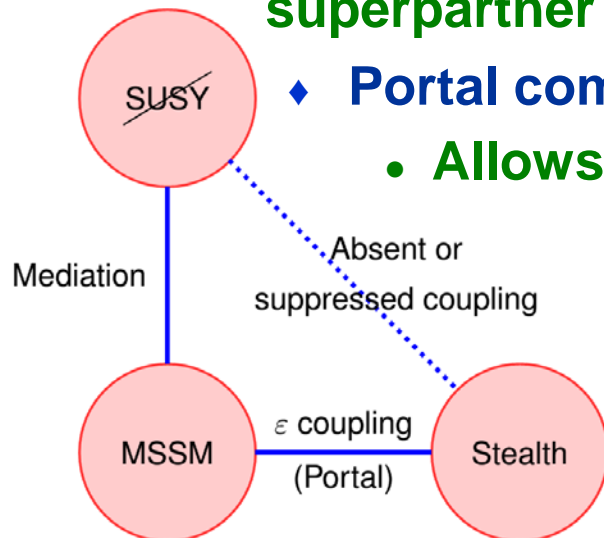 superpartner
SUSY
♦ Portal com
• Allows
Absent or
Mediation
suppressed coupling
ε coupling
MSSM
Stealth
(Portal)